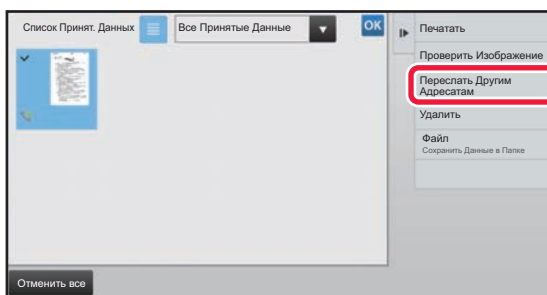 Список Принят. Данных
Все Принятые Данные
OK
Печатать
Проверить Изображение
Переслать Другим
Адресатам
Удалить
Файл
Сохранить Данные в Папке
Отменить все